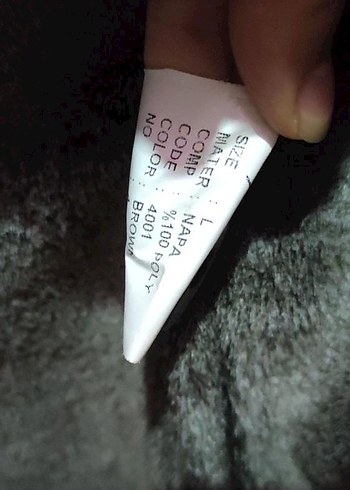 SIZE : L
MATER : NAPA
COMP : %100 POLY
CODE : 4001
COLOR : BROWN
NO